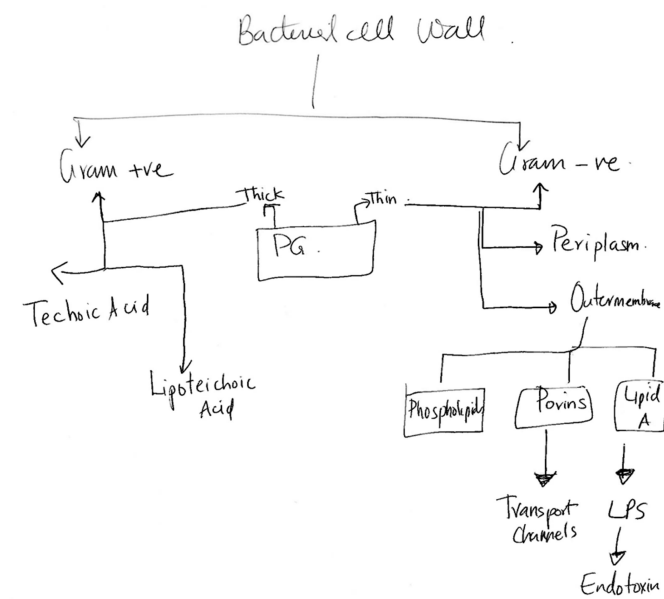 Bacterial cell Wall.
Gram +ve
Gram -ve.
Thick
Thin
PG.
Periplasm.
Techoic Acid
Outermembrane
Lipoteichoic
Acid
Phospholipids
Porins
Lipid
A
Transport
Channels
LPS
Endotoxin